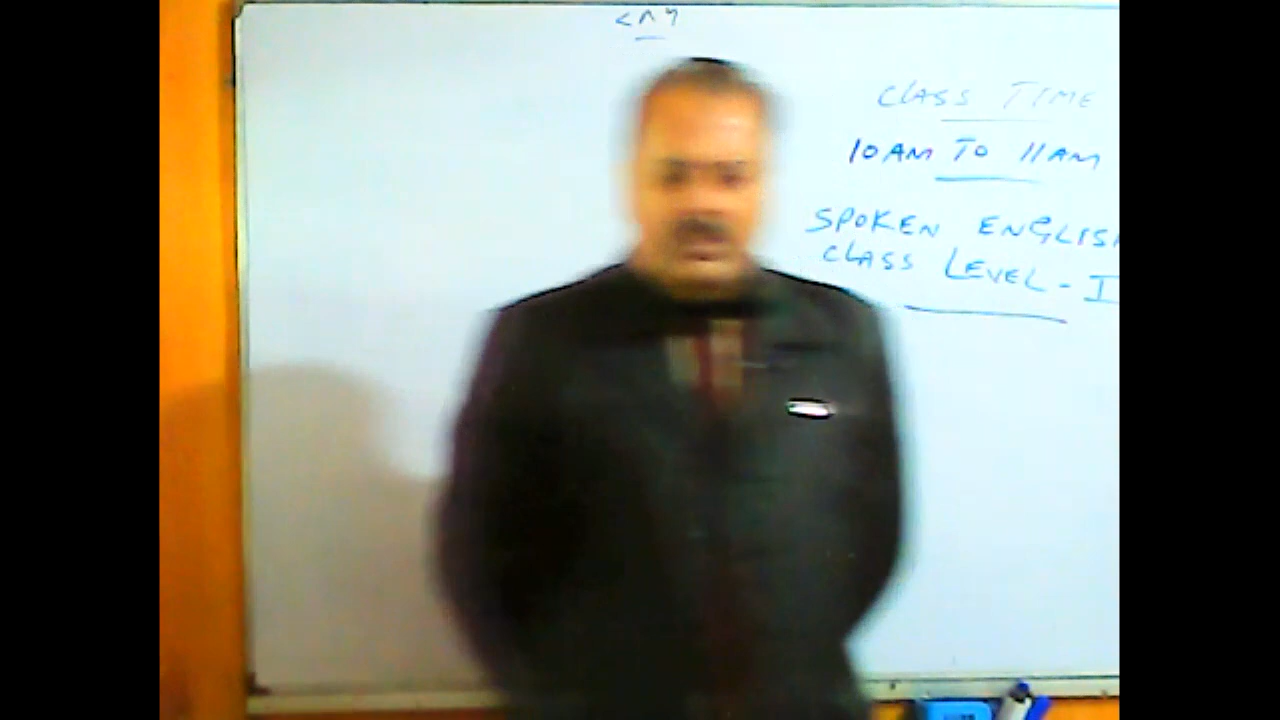 CLASS TIME
10AM TO 11AM
SPOKEN ENGLISH
CLASS LEVEL - I